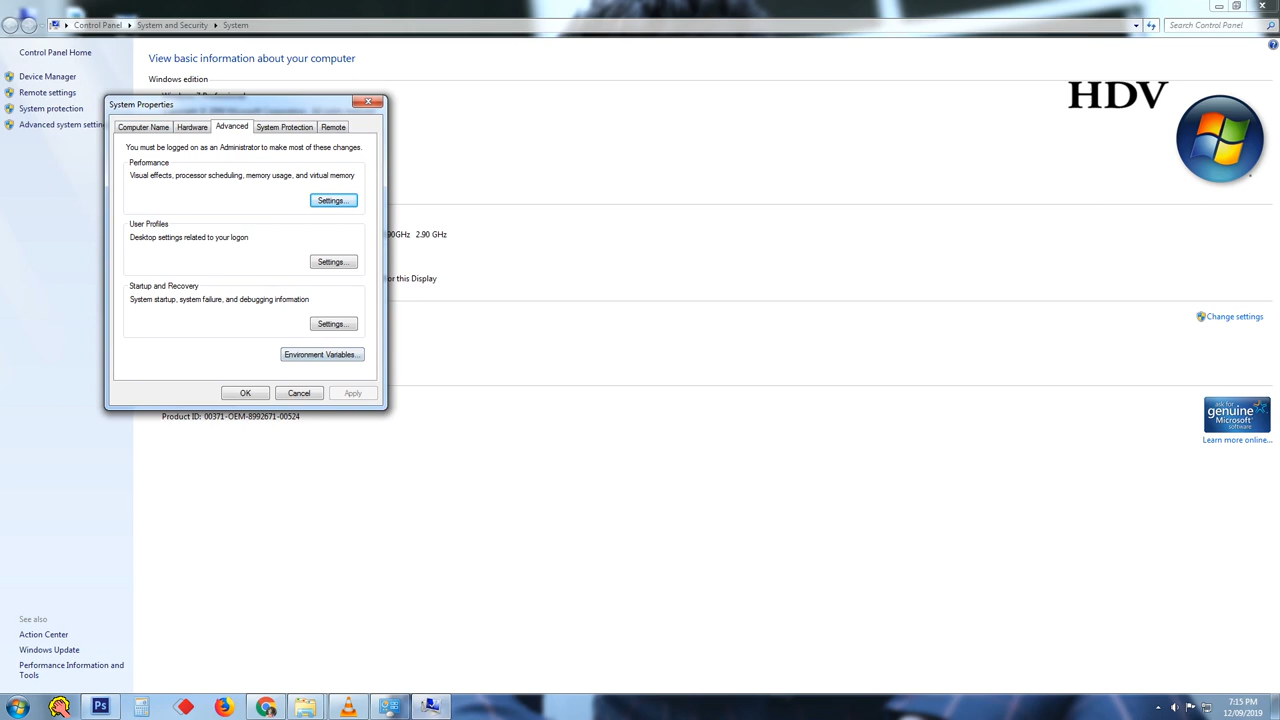 Control Panel
System and Security
System
Search Control Panel
Control Panel Home
Device Manager
Remote settings
System protection
Advanced system
View basic information about your computer
Windows edition
HDV
System Properties
Computer Name
Hardware
Advanced
System Protection
Remote
You must be logged on as an Administrator to make most of these changes.
Performance
Visual effects, processor scheduling, memory usage, and virtual memory
Settings...
User Profiles
Desktop settings related to your logon
Settings...
Startup and Recovery
System startup, system failure, and debugging information
Settings...
Environment Variables...
OK
Cancel
Apply
90GHz 2.90 GHz
for this Display
Change settings
Product ID: 00371-OEM-8992671-00524
ask for
genuine
Microsoft
software
Learn more online...
See also
Action Center
Windows Update
Performance Information and
Tools
Ps
7:15 PM
12/09/2019